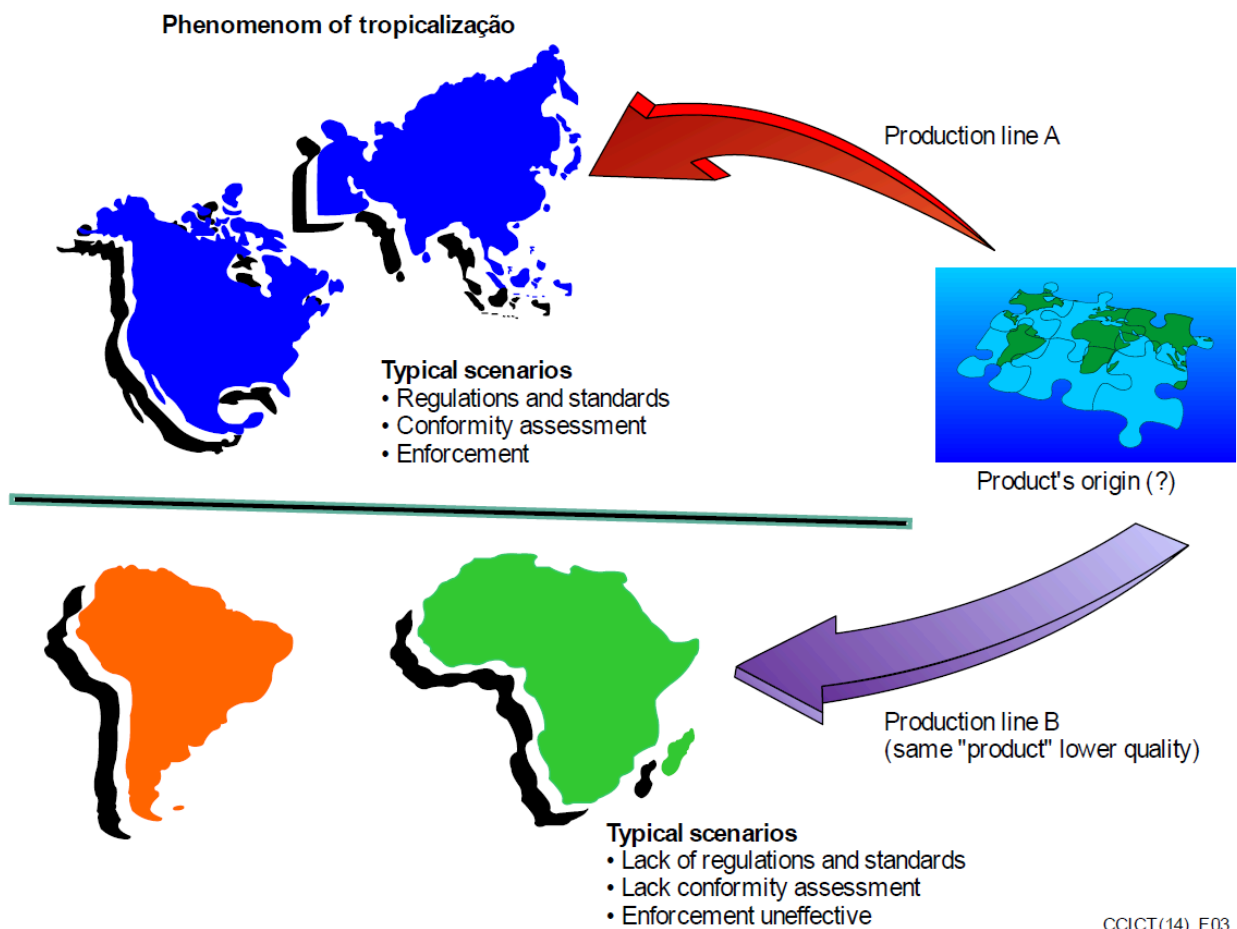 Phenomenom of tropicalização
Production line A
Typical scenarios
• Regulations and standards
• Conformity assessment
• Enforcement
Product's origin (?)
Production line B
(same "product" lower quality)
Typical scenarios
• Lack of regulations and standards
• Lack conformity assessment
• Enforcement uneffective
CCICT(14)_F03